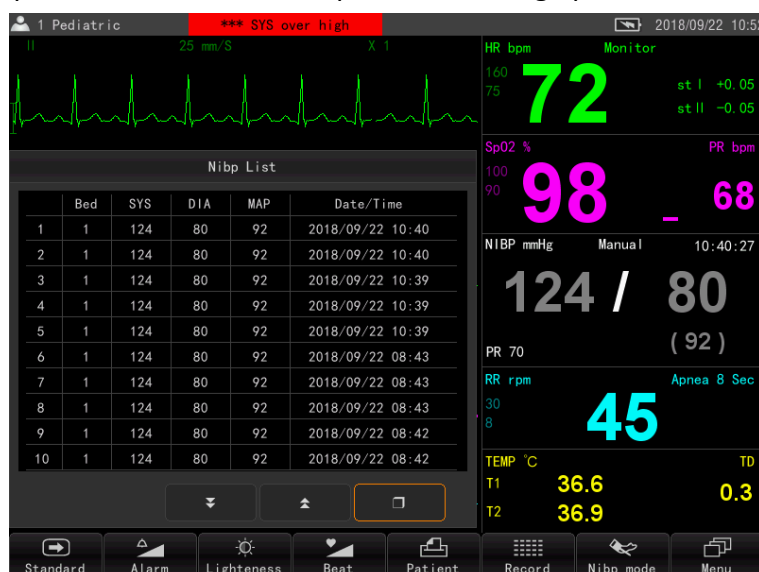 1 Pediatric *** SYS over high 2018/09/22 10:52
II 25 mm/S X 1
HR bpm Monitor
160
75
72
st I +0.05
st II -0.05
SpO2 % PR bpm
100
90
98
68
NIBP mmHg Manual 10:40:27
124 / 80
(92)
PR 70
RR rpm Apnea 8 Sec
30
8
45
TEMP °C TD
T1 36.6
0.3
T2 36.9
Nibp List
Bed SYS DIA MAP Date/Time
1 1 124 80 92 2018/09/22 10:40
2 1 124 80 92 2018/09/22 10:40
3 1 124 80 92 2018/09/22 10:39
4 1 124 80 92 2018/09/22 10:39
5 1 124 80 92 2018/09/22 10:39
6 1 124 80 92 2018/09/22 08:43
7 1 124 80 92 2018/09/22 08:43
8 1 124 80 92 2018/09/22 08:43
9 1 124 80 92 2018/09/22 08:42
10 1 124 80 92 2018/09/22 08:42
Standard Alarm Lighteness Beat Patient Record Nibp mode Menu